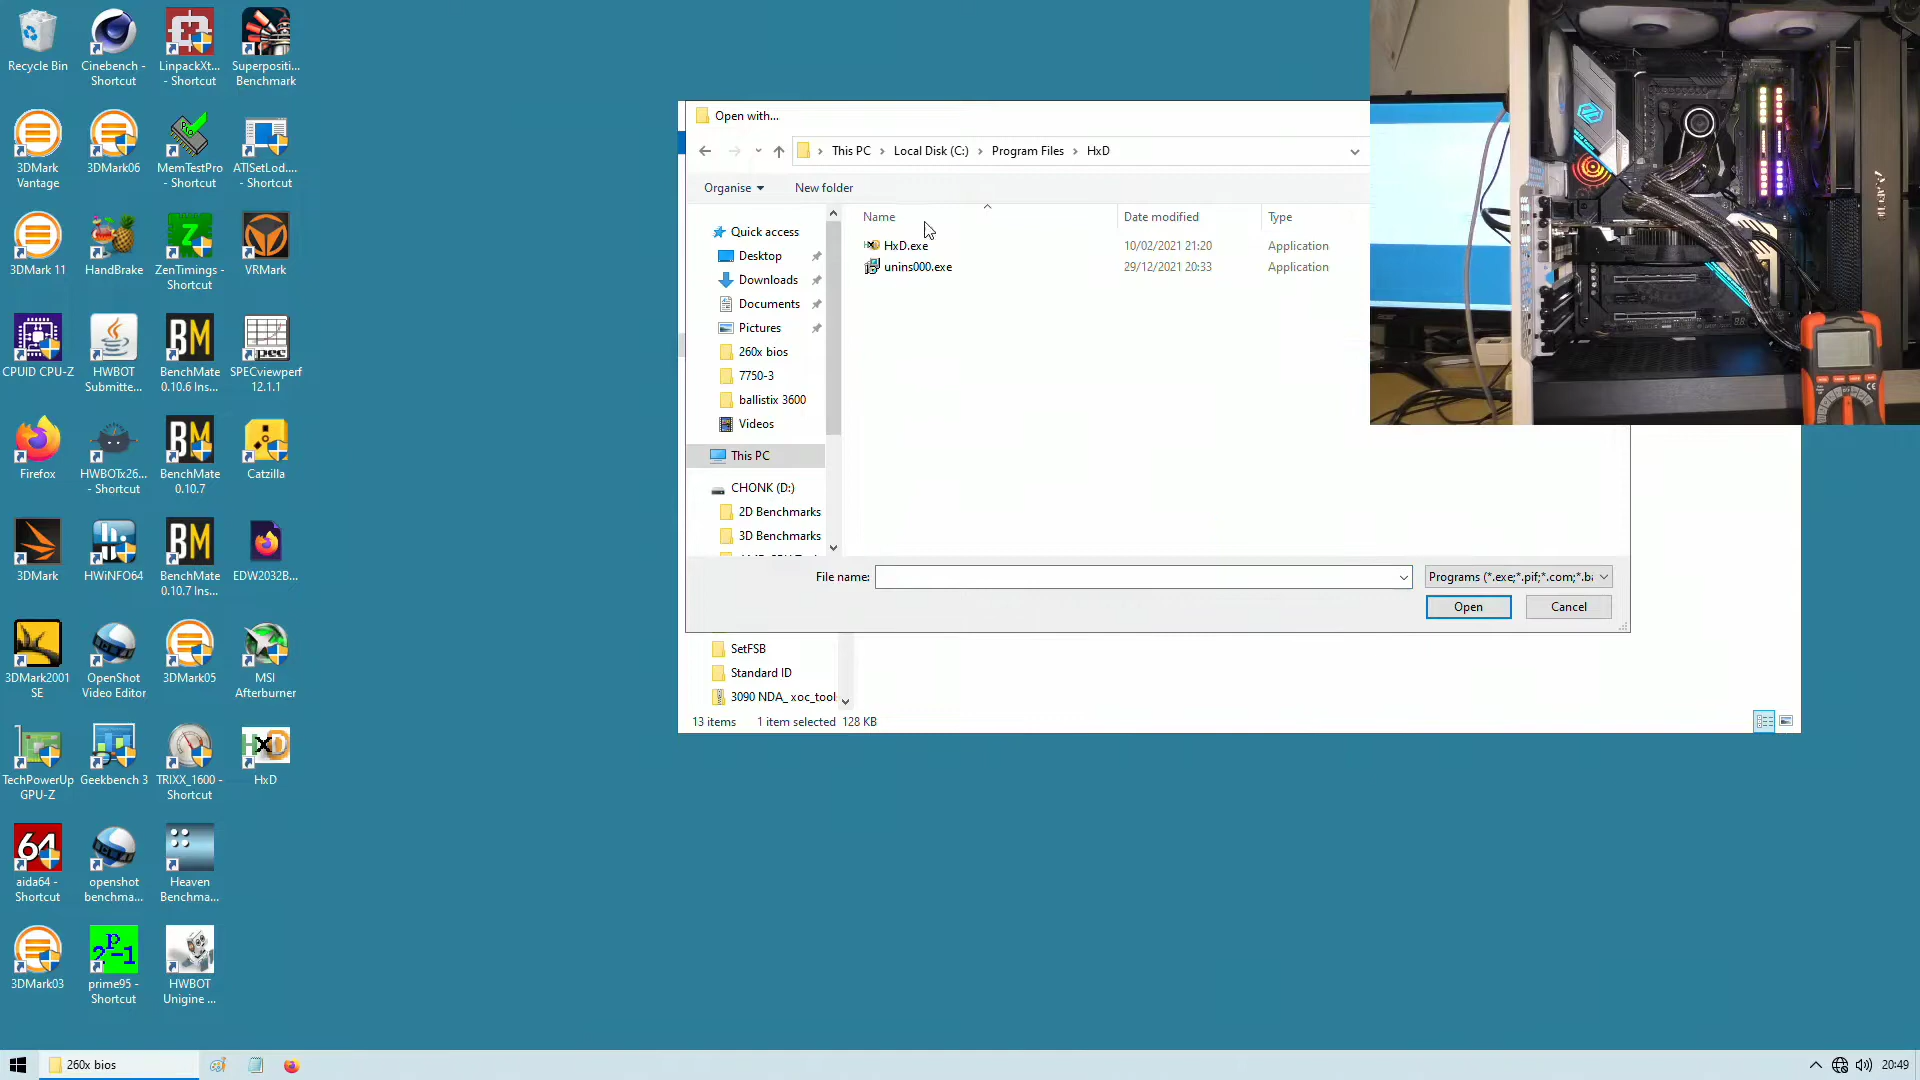 Recycle Bin
Cinebench -
Shortcut
LinpackXt...
- Shortcut
Superpositi...
Benchmark
3DMark
Vantage
3DMark06
MemTestPro
- Shortcut
ATISetLod....
- Shortcut
3DMark 11
HandBrake
ZenTimings -
Shortcut
VRMark
CPUID CPU-Z
HWBOT
Submitte...
BenchMate
0.10.6 Ins...
SPECviewperf
12.1.1
Firefox
HWBOTx26...
- Shortcut
BenchMate
0.10.7
Catzilla
3DMark
HWiNFO64
BenchMate
0.10.7 Ins...
EDW2032B...
3DMark2001
SE
OpenShot
Video Editor
3DMark05
MSI
Afterburner
TechPowerUp
GPU-Z
Geekbench 3
TRIXX_1600 -
Shortcut
HxD
aida64 -
Shortcut
openshot
benchma...
Heaven
Benchma...
3DMark03
prime95 -
Shortcut
HWBOT
Unigine ...
Open with...
This PC
Local Disk (C:)
Program Files
HxD
Organise
New folder
Name
Date modified
Type
HxD.exe
10/02/2021 21:20
Application
unins000.exe
29/12/2021 20:33
Application
Quick access
Desktop
Downloads
Documents
Pictures
260x bios
7750-3
ballistix 3600
Videos
This PC
CHONK (D:)
2D Benchmarks
3D Benchmarks
File name:
Programs (*.exe;*.pif;*.com;*.ba
Open
Cancel
SetFSB
Standard ID
3090 NDA_ xoc_tool
13 items
1 item selected
128 KB
260x bios
20:49